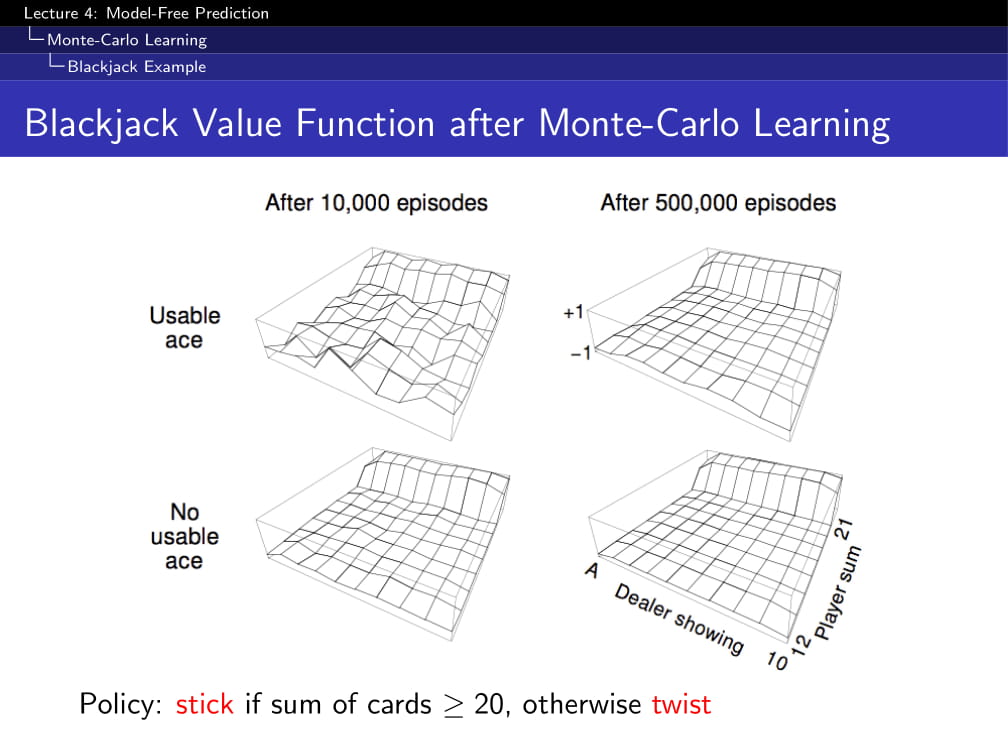 Lecture 4: Model-Free Prediction
Monte-Carlo Learning
Blackjack Example
Blackjack Value Function after Monte-Carlo Learning
After 10,000 episodes
After 500,000 episodes
Usable
ace
+1
−1
No
usable
ace
A
Dealer showing
10
12
Player sum
21
Policy: stick if sum of cards ≥ 20, otherwise twist